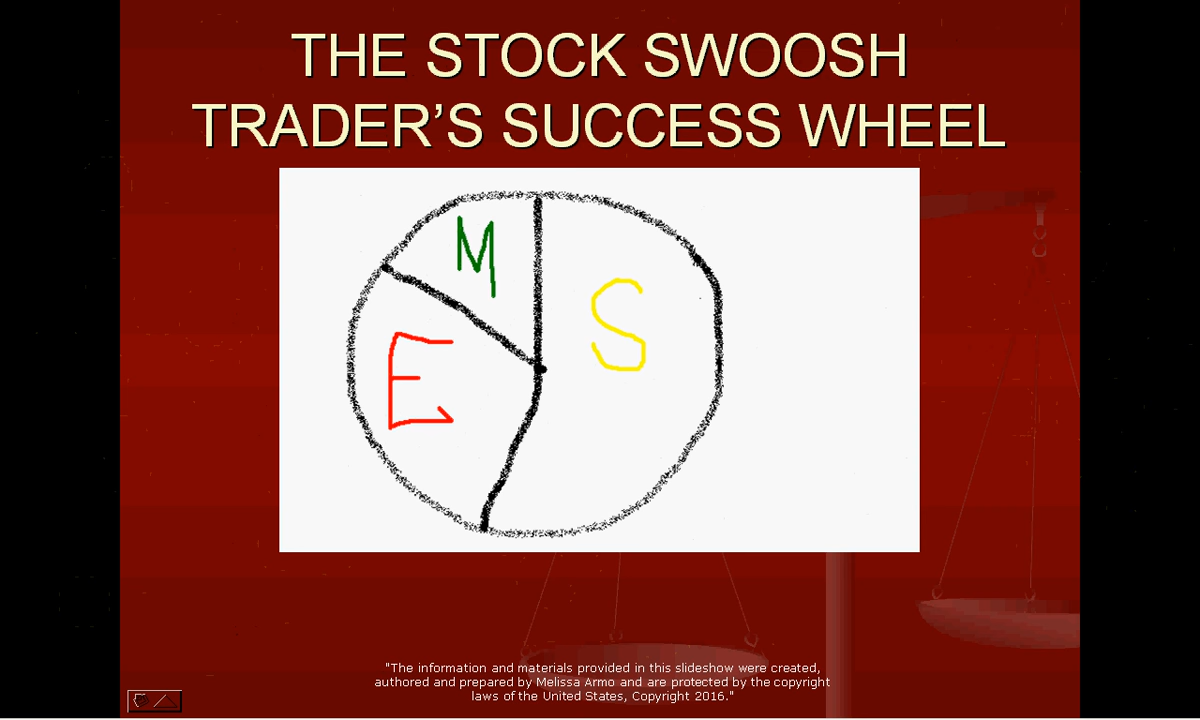 THE STOCK SWOOSH
TRADER’S SUCCESS WHEEL
M
S
E
"The information and materials provided in this slideshow were created,
authored and prepared by Melissa Armo and are protected by the copyright
laws of the United States, Copyright 2016."